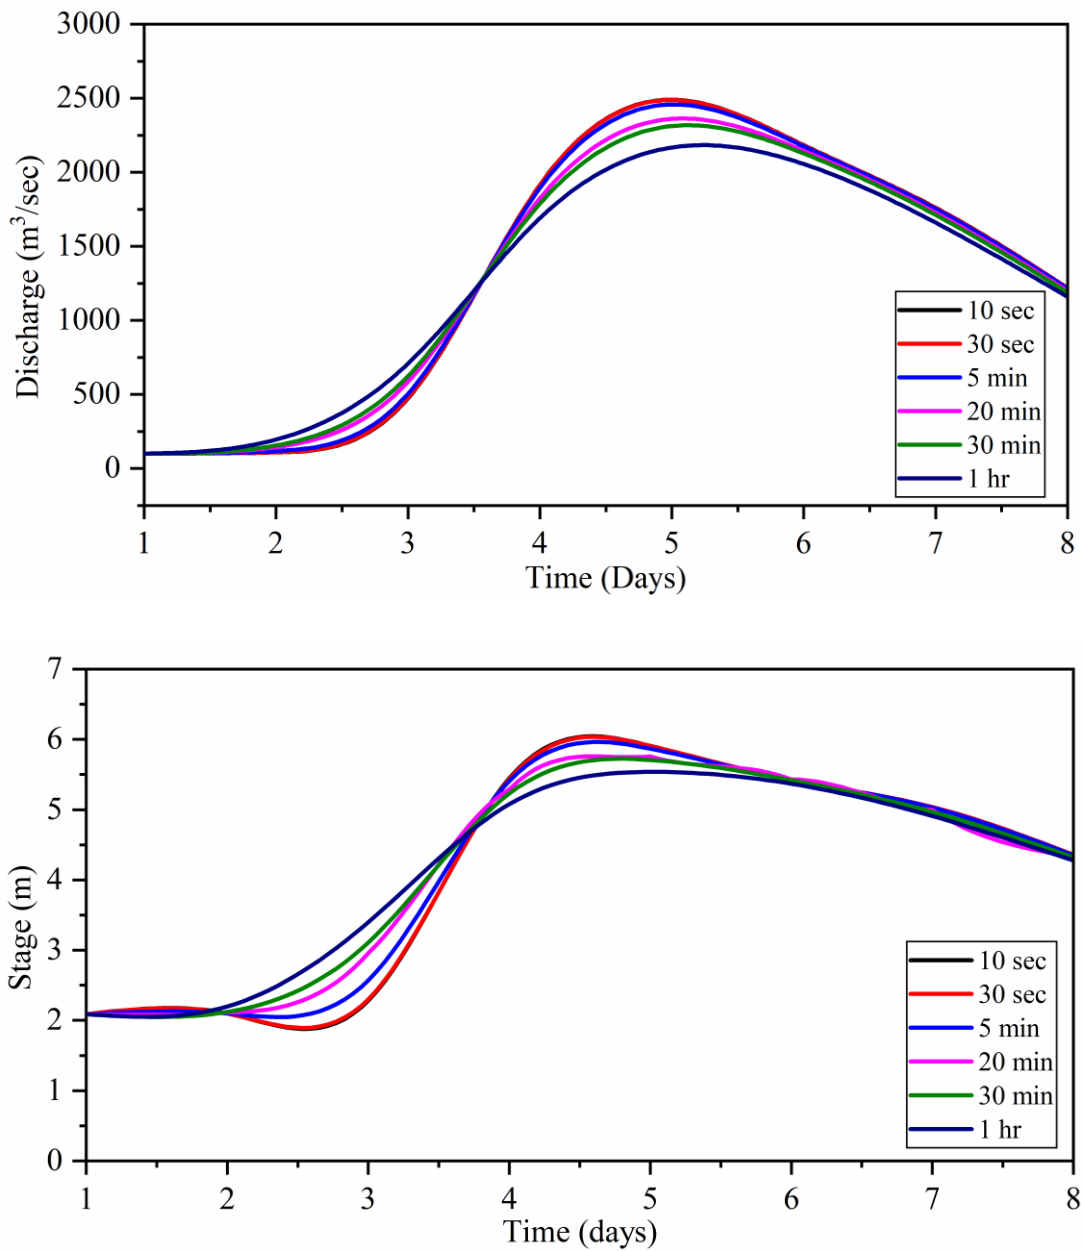 3000
2500
2000
1500
1000
500
0
Discharge (m³/sec)
10 sec
30 sec
5 min
20 min
30 min
1 hr
1 2 3 4 5 6 7 8
Time (Days)
7
6
5
4
3
2
1
0
Stage (m)
10 sec
30 sec
5 min
20 min
30 min
1 hr
1 2 3 4 5 6 7 8
Time (days)